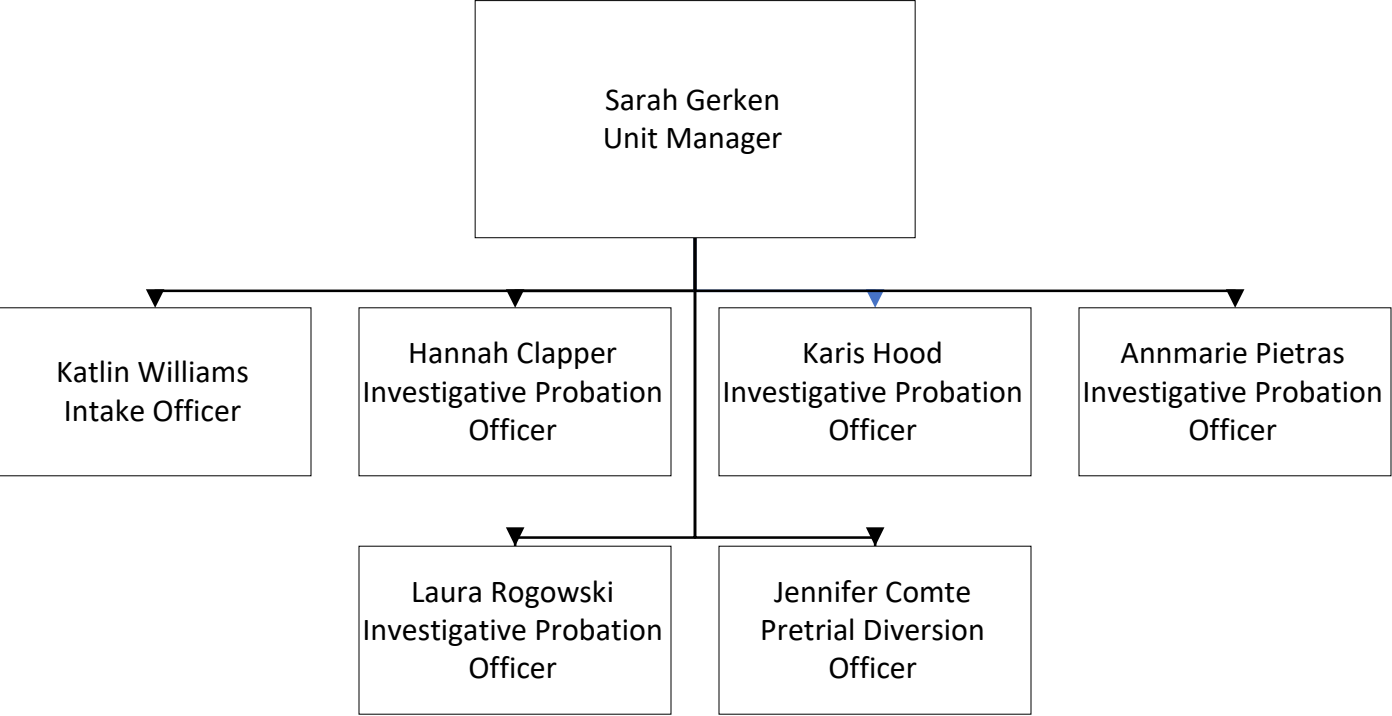 Sarah Gerken
Unit Manager
Katlin Williams
Intake Officer
Hannah Clapper
Investigative Probation
Officer
Karis Hood
Investigative Probation
Officer
Annmarie Pietras
Investigative Probation
Officer
Laura Rogowski
Investigative Probation
Officer
Jennifer Comte
Pretrial Diversion
Officer